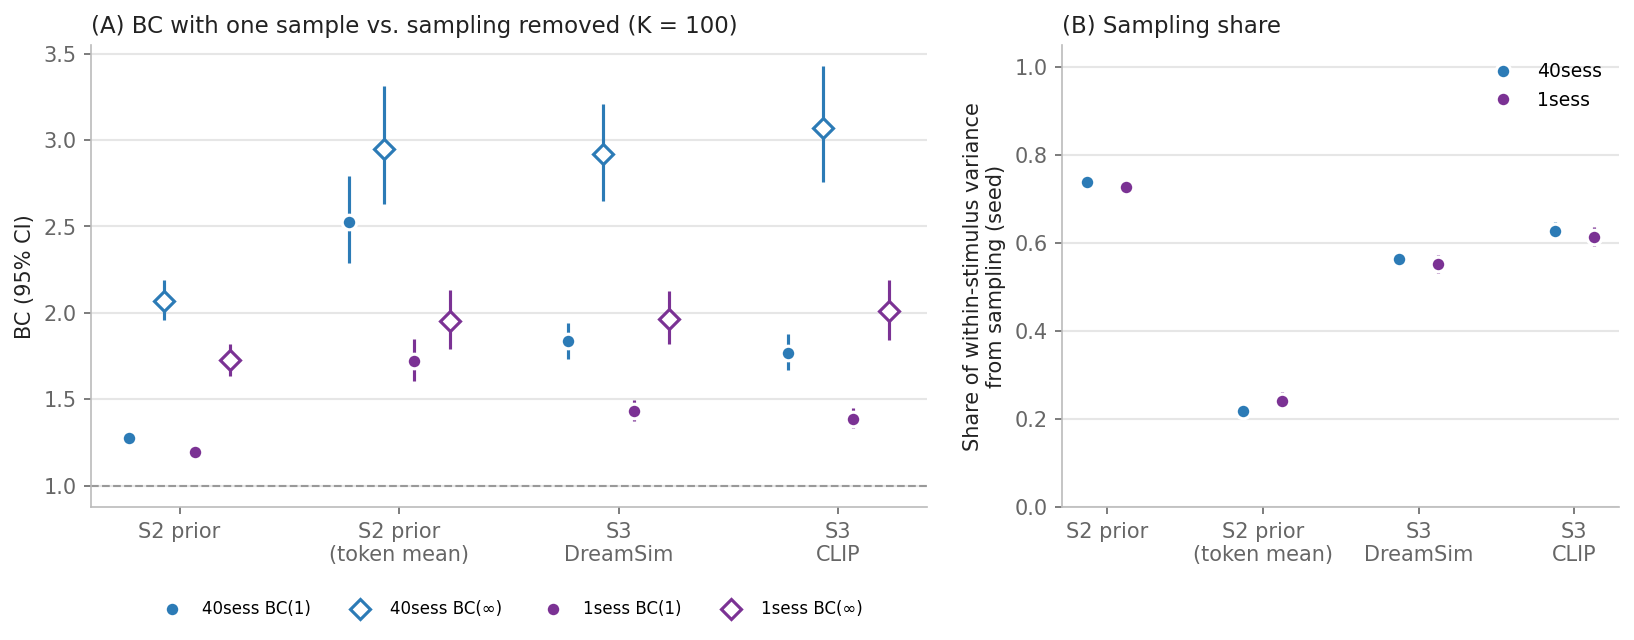 (A) BC with one sample vs. sampling removed (K = 100)
BC (95% CI)
3.5
3.0
2.5
2.0
1.5
1.0
S2 prior
S2 prior
(token mean)
S3
DreamSim
S3
CLIP
40sess BC(1)
40sess BC(∞)
1sess BC(1)
1sess BC(∞)
(B) Sampling share
Share of within-stimulus variance
from sampling (seed)
1.0
0.8
0.6
0.4
0.2
0.0
40sess
1sess
S2 prior
S2 prior
(token mean)
S3
DreamSim
S3
CLIP